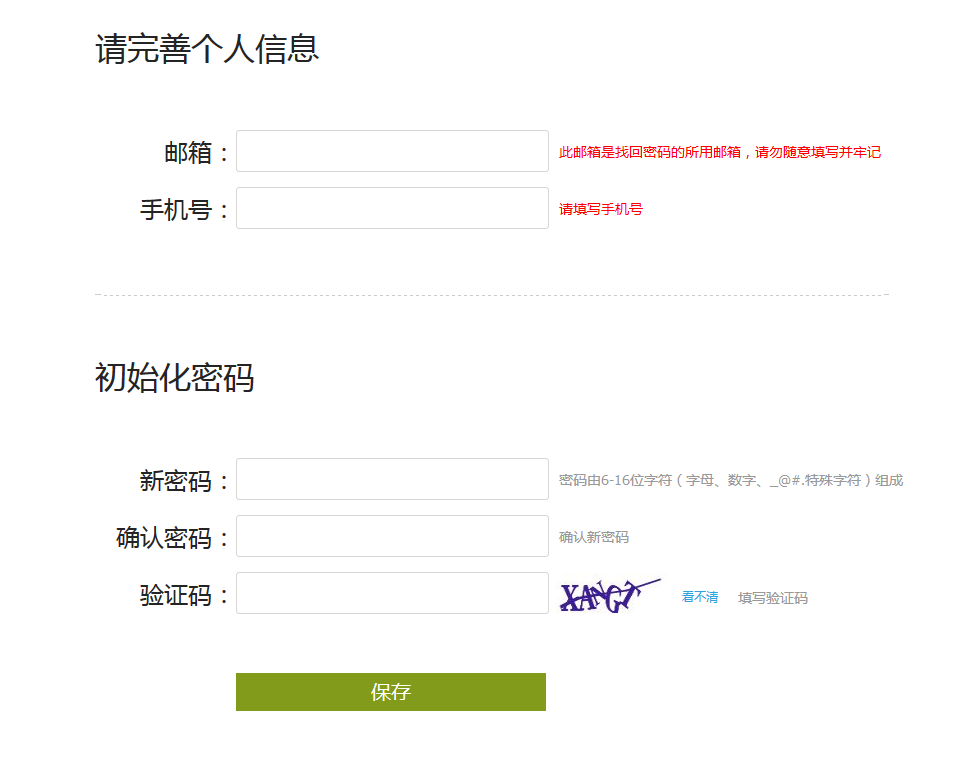 请完善个人信息
邮箱： 此邮箱是找回密码的所用邮箱，请勿随意填写并牢记
手机号： 请填写手机号
初始化密码
新密码： 密码由6-16位字符（字母、数字、_@#.特殊字符）组成
确认密码： 确认新密码
验证码： 看不清 填写验证码
保存